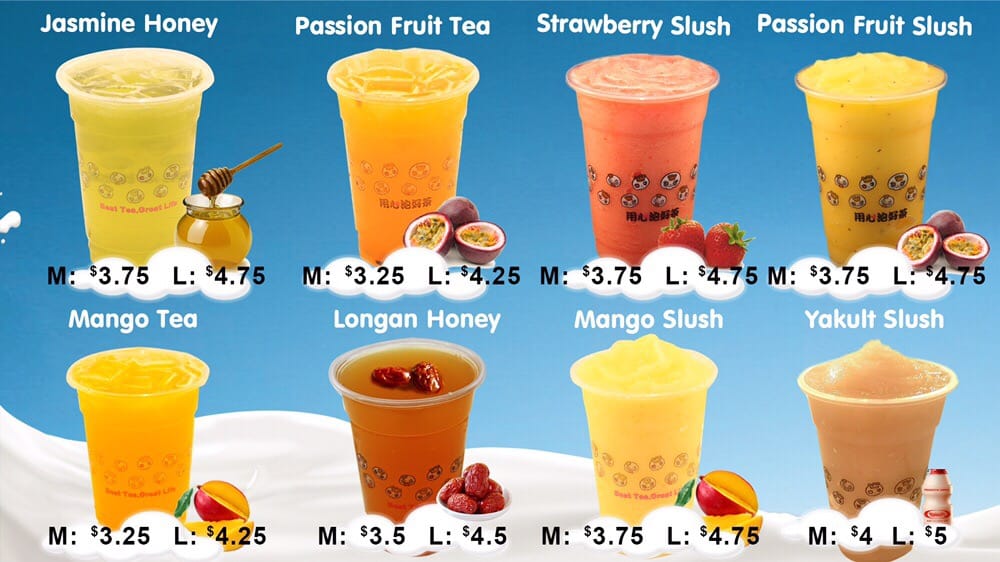 Jasmine Honey
Passion Fruit Tea
Strawberry Slush
Passion Fruit Slush
Best Tea,Great Life
用心泡好茶
用心泡好茶
用心泡好茶
M: $3.75 L: $4.75
M: $3.25 L: $4.25
M: $3.75 L: $4.75
M: $3.75 L: $4.75
Mango Tea
Longan Honey
Mango Slush
Yakult Slush
Best Tea,Great Life
Best Tea,Great
M: $3.25 L: $4.25
M: $3.5 L: $4.5
M: $3.75 L: $4.75
M: $4 L: $5